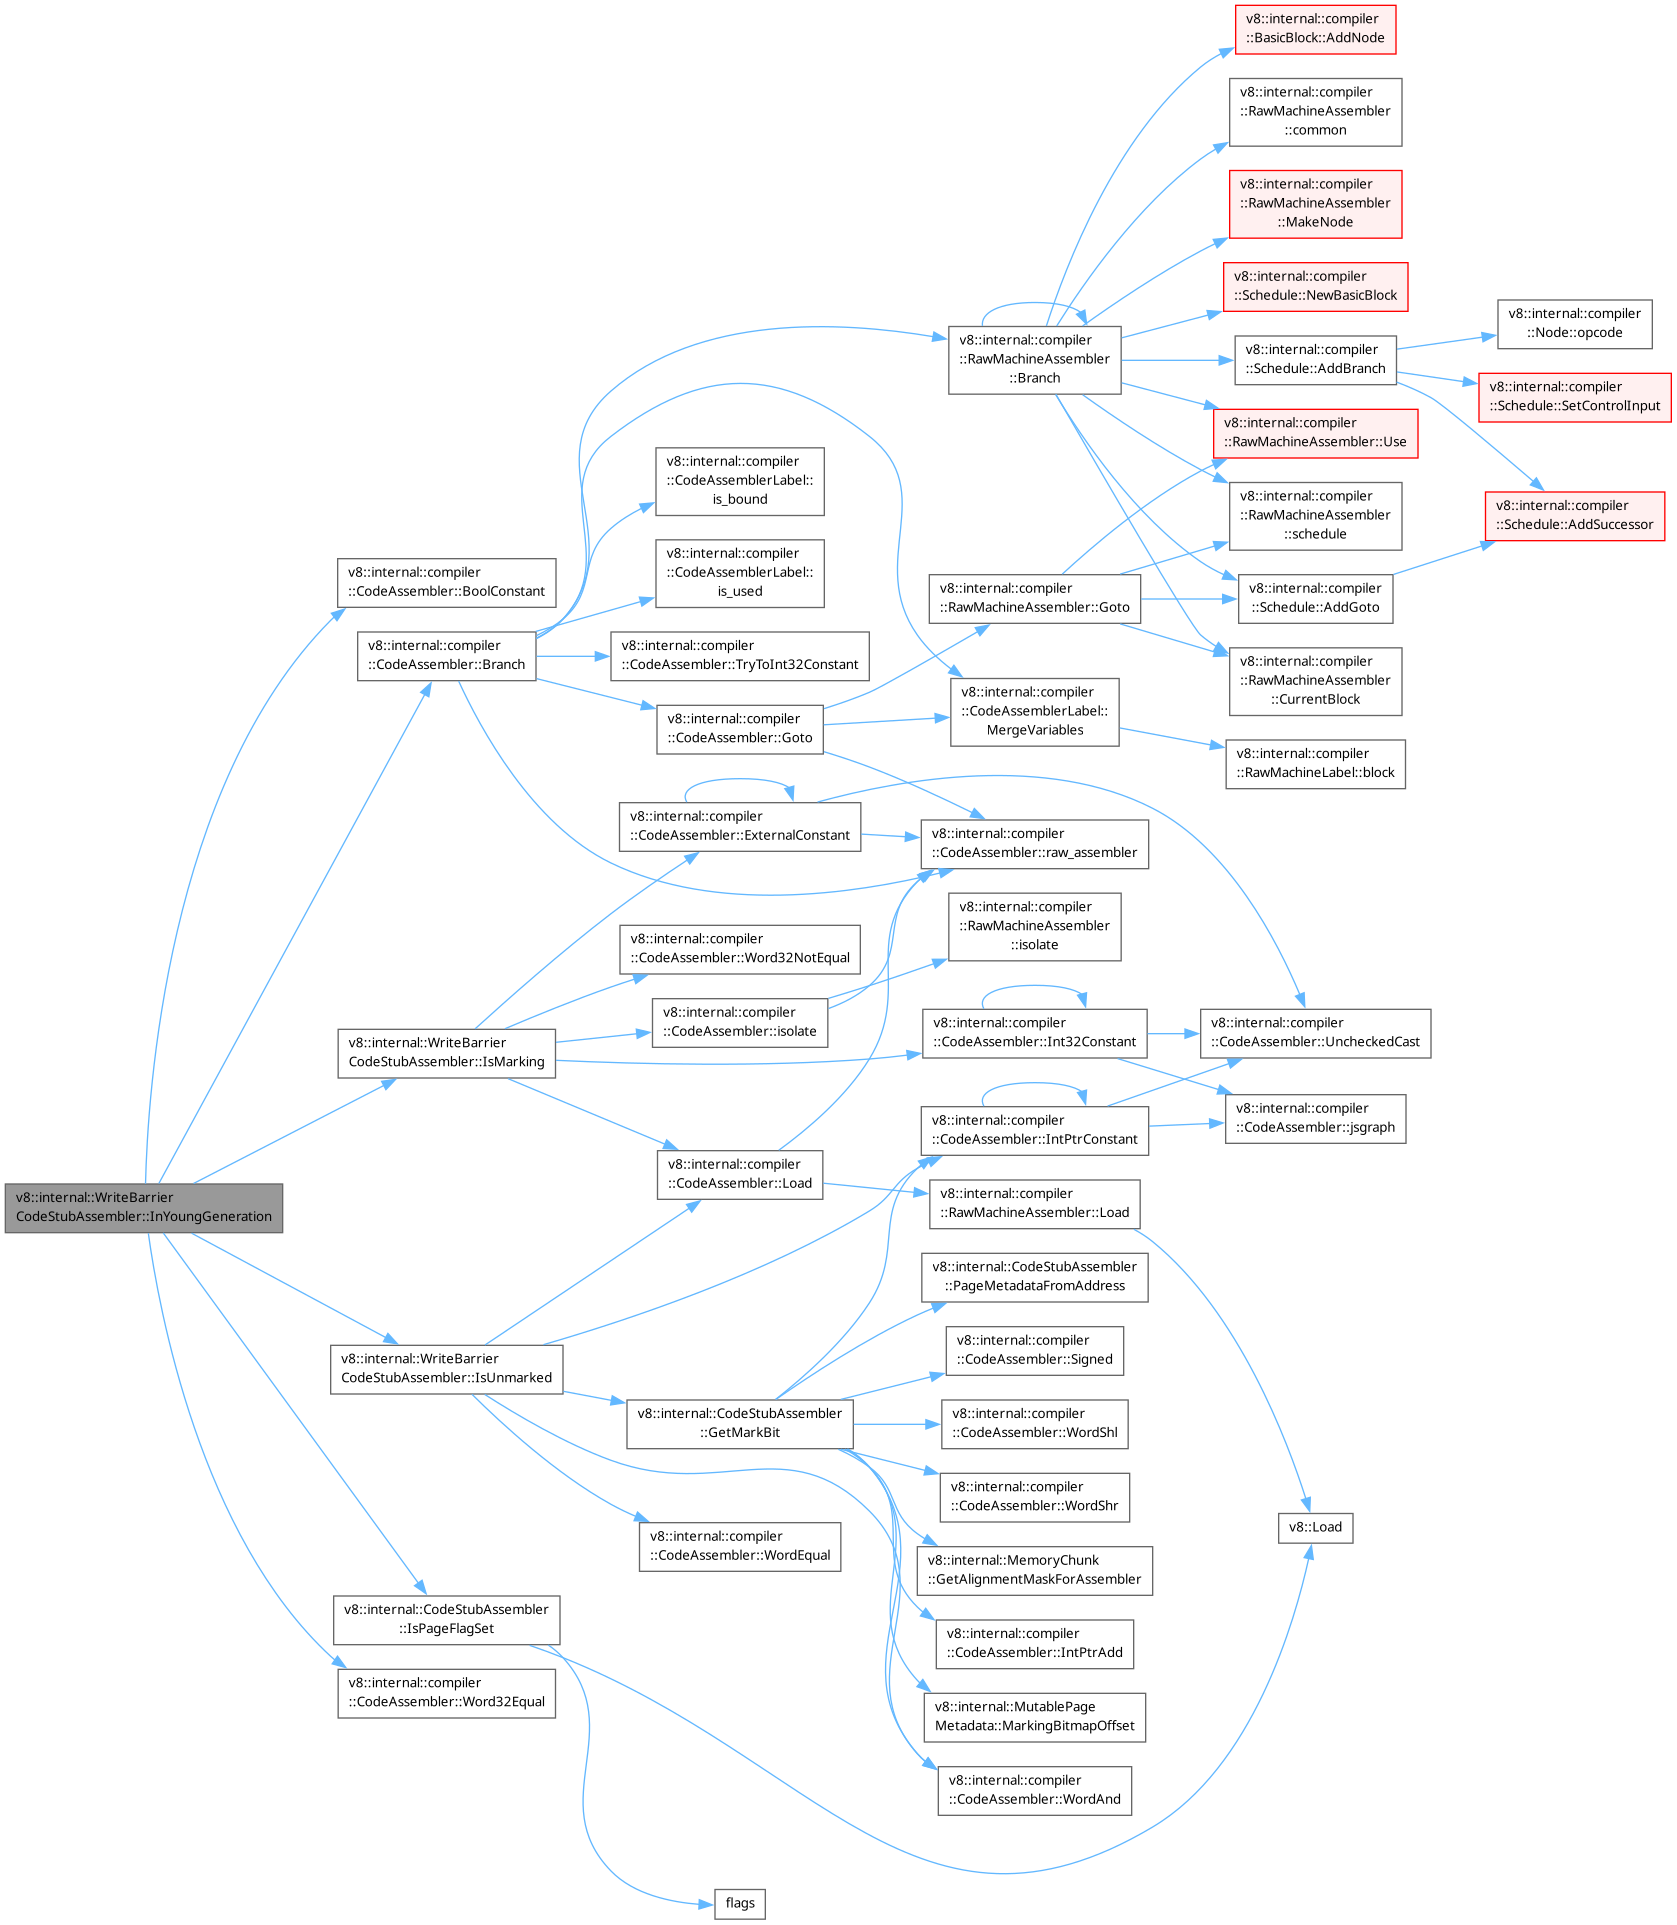 v8::internal::compiler
::BasicBlock::AddNode
v8::internal::compiler
::RawMachineAssembler
::common
v8::internal::compiler
::RawMachineAssembler
::MakeNode
v8::internal::compiler
::Schedule::NewBasicBlock
v8::internal::compiler
::Node::opcode
v8::internal::compiler
::RawMachineAssembler
::Branch
v8::internal::compiler
::Schedule::AddBranch
v8::internal::compiler
::Schedule::SetControlInput
v8::internal::compiler
::RawMachineAssembler::Use
v8::internal::compiler
::CodeAssemblerLabel::
is_bound
v8::internal::compiler
::RawMachineAssembler
::schedule
v8::internal::compiler
::Schedule::AddSuccessor
v8::internal::compiler
::CodeAssemblerLabel::
is_used
v8::internal::compiler
::CodeAssembler::BoolConstant
v8::internal::compiler
::RawMachineAssembler::Goto
v8::internal::compiler
::Schedule::AddGoto
v8::internal::compiler
::CodeAssembler::Branch
v8::internal::compiler
::CodeAssembler::TryToInt32Constant
v8::internal::compiler
::RawMachineAssembler
::CurrentBlock
v8::internal::compiler
::CodeAssembler::Goto
v8::internal::compiler
::CodeAssemblerLabel::
MergeVariables
v8::internal::compiler
::RawMachineLabel::block
v8::internal::compiler
::CodeAssembler::ExternalConstant
v8::internal::compiler
::CodeAssembler::raw_assembler
v8::internal::compiler
::RawMachineAssembler
::isolate
v8::internal::compiler
::CodeAssembler::Word32NotEqual
v8::internal::compiler
::CodeAssembler::isolate
v8::internal::compiler
::CodeAssembler::Int32Constant
v8::internal::compiler
::CodeAssembler::UncheckedCast
v8::internal::WriteBarrier
CodeStubAssembler::IsMarking
v8::internal::compiler
::CodeAssembler::IntPtrConstant
v8::internal::compiler
::CodeAssembler::jsgraph
v8::internal::compiler
::CodeAssembler::Load
v8::internal::WriteBarrier
CodeStubAssembler::InYoungGeneration
v8::internal::compiler
::RawMachineAssembler::Load
v8::internal::CodeStubAssembler
::PageMetadataFromAddress
v8::internal::compiler
::CodeAssembler::Signed
v8::internal::WriteBarrier
CodeStubAssembler::IsUnmarked
v8::internal::CodeStubAssembler
::GetMarkBit
v8::internal::compiler
::CodeAssembler::WordShl
v8::internal::compiler
::CodeAssembler::WordShr
v8::Load
v8::internal::compiler
::CodeAssembler::WordEqual
v8::internal::MemoryChunk
::GetAlignmentMaskForAssembler
v8::internal::CodeStubAssembler
::IsPageFlagSet
v8::internal::compiler
::CodeAssembler::IntPtrAdd
v8::internal::compiler
::CodeAssembler::Word32Equal
v8::internal::MutablePage
Metadata::MarkingBitmapOffset
v8::internal::compiler
::CodeAssembler::WordAnd
flags